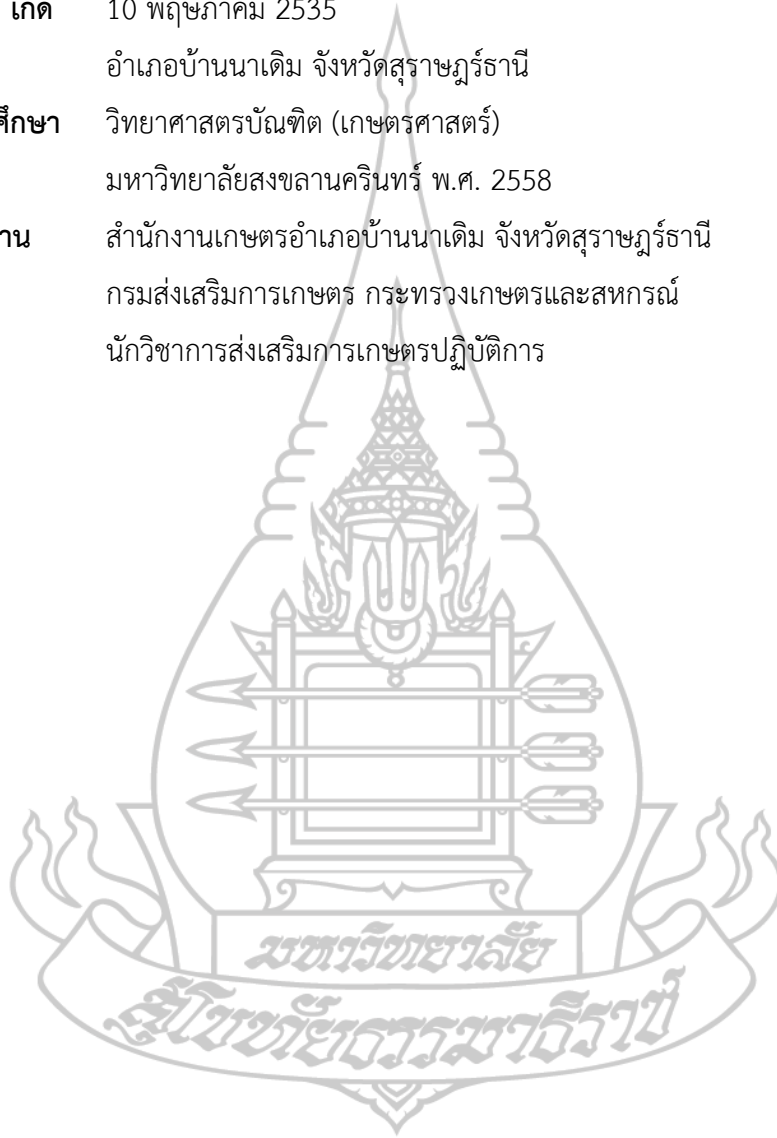 เกิด 10 พฤษภาคม 2535
อำเภอบ้านนาเดิม จังหวัดสุราษฎร์ธานี
ศึกษา วิทยาศาสตรบัณฑิต (เกษตรศาสตร์)
มหาวิทยาลัยสงขลานครินทร์ พ.ศ. 2558
าน สำนักงานเกษตรอำเภอบ้านนาเดิม จังหวัดสุราษฎร์ธานี
กรมส่งเสริมการเกษตร กระทรวงเกษตรและสหกรณ์
นักวิชาการส่งเสริมการเกษตรปฏิบัติการ
มหาวิทยาลัย
สุโขทัยธรรมาธิราช